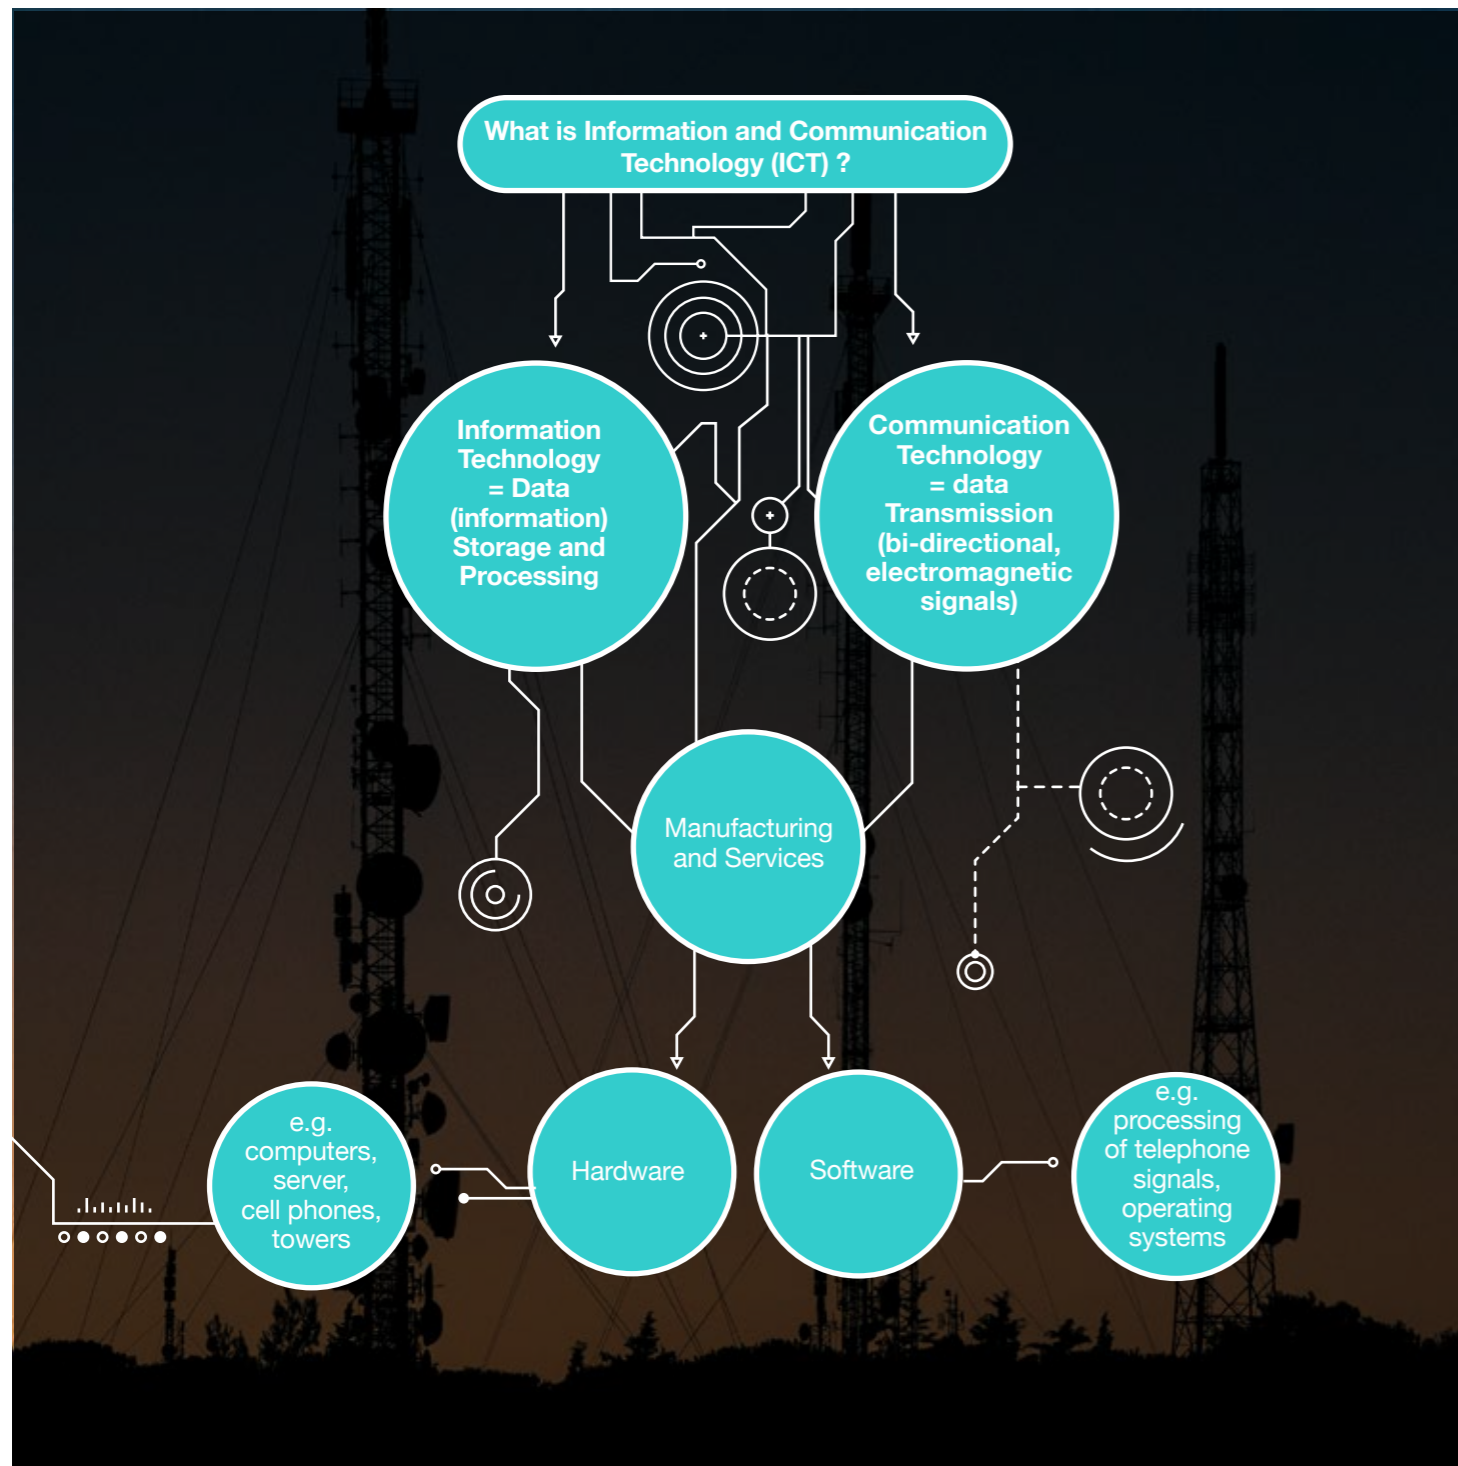 What is Information and Communication
Technology (ICT) ?
Information
Technology
= Data
(information)
Storage and
Processing
Communication
Technology
= data
Transmission
(bi-directional,
electromagnetic
signals)
Manufacturing
and Services
e.g.
computers,
server,
cell phones,
towers
Hardware
Software
e.g.
processing
of telephone
signals,
operating
systems